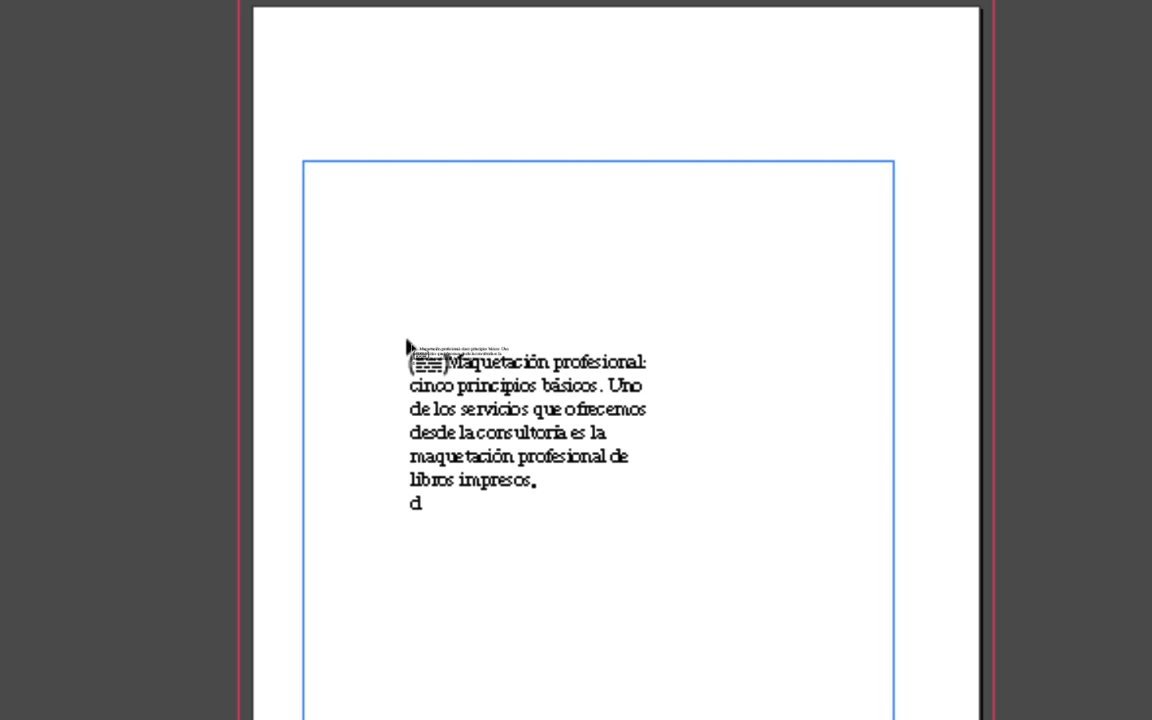 Maquetación profesional:
cinco principios básicos. Uno
de los servicios que ofrecemos
desde la consultoría es la
maquetación profesional de
libros impresos.
d